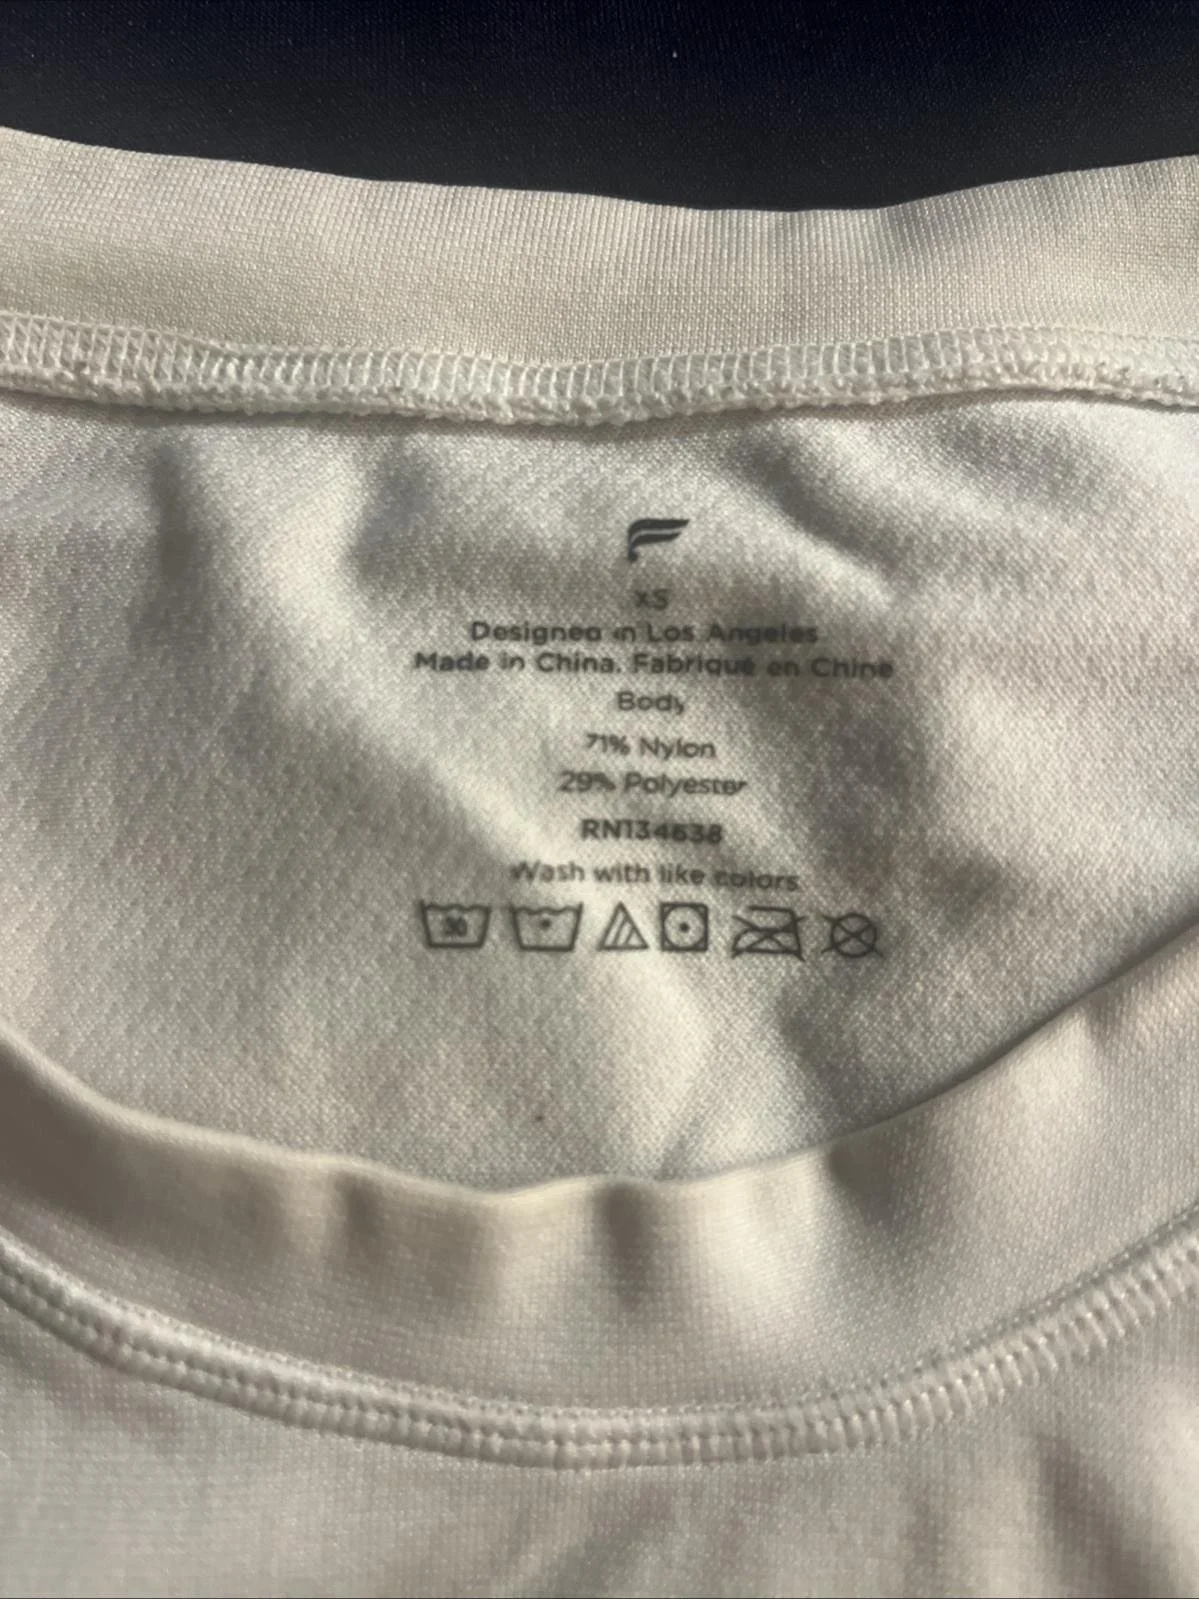 XS
Designed in Los Angeles
Made in China. Fabriqué en Chine
Body
71% Nylon
29% Polyester
RN134638
Wash with like colors
30